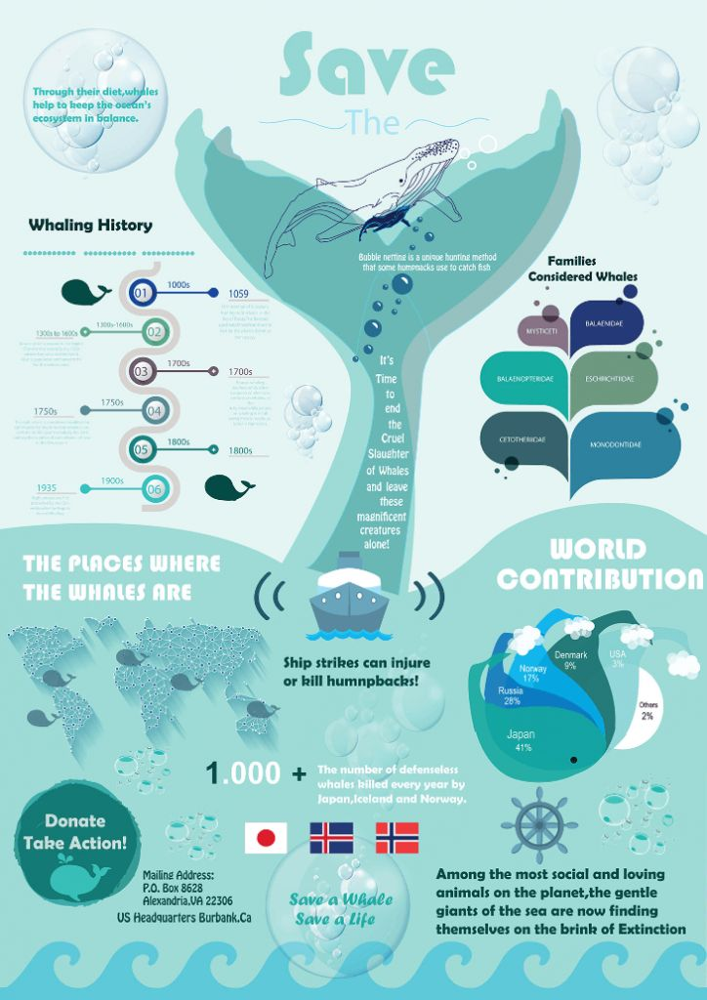 Save
The
Through their diet,whales
help to keep the ocean's
ecosystem in balance.
Bubble netting is a unique hunting method
that some humpnacks use to catch fish
Whaling History
01
1000s
1059
1300s to 1600s
1300s-1600s
02
03
1700s
1700s
1750s
1750s
04
05
1800s
1800s
1935
1900s
06
Families
Considered Whales
MYSTICETI
BALAENIDAE
BALAENOPTERIDAE
ESCHRICHTIIDAE
CETOTHERIIDAE
MONODONTIDAE
It's
Time
to
end
the
Cruel
Slaughter
of Whales
and leave
these
magnificent
creatures
alone!
THE PLACES WHERE
THE WHALES ARE
WORLD
CONTRIBUTION
Ship strikes can injure
or kill humnpbacks!
Norway
17%
Denmark
9%
USA
3%
Russia
28%
Others
2%
Japan
41%
1.000 +
The number of defenseless
whales killed every year by
Japan,Iceland and Norway.
Donate
Take Action!
Mailing Address:
P.O. Box 8628
Alexandria,VA 22306
US Headquarters Burbank,Ca
Save a Whale
Save a Life
Among the most social and loving
animals on the planet,the gentle
giants of the sea are now finding
themselves on the brink of Extinction